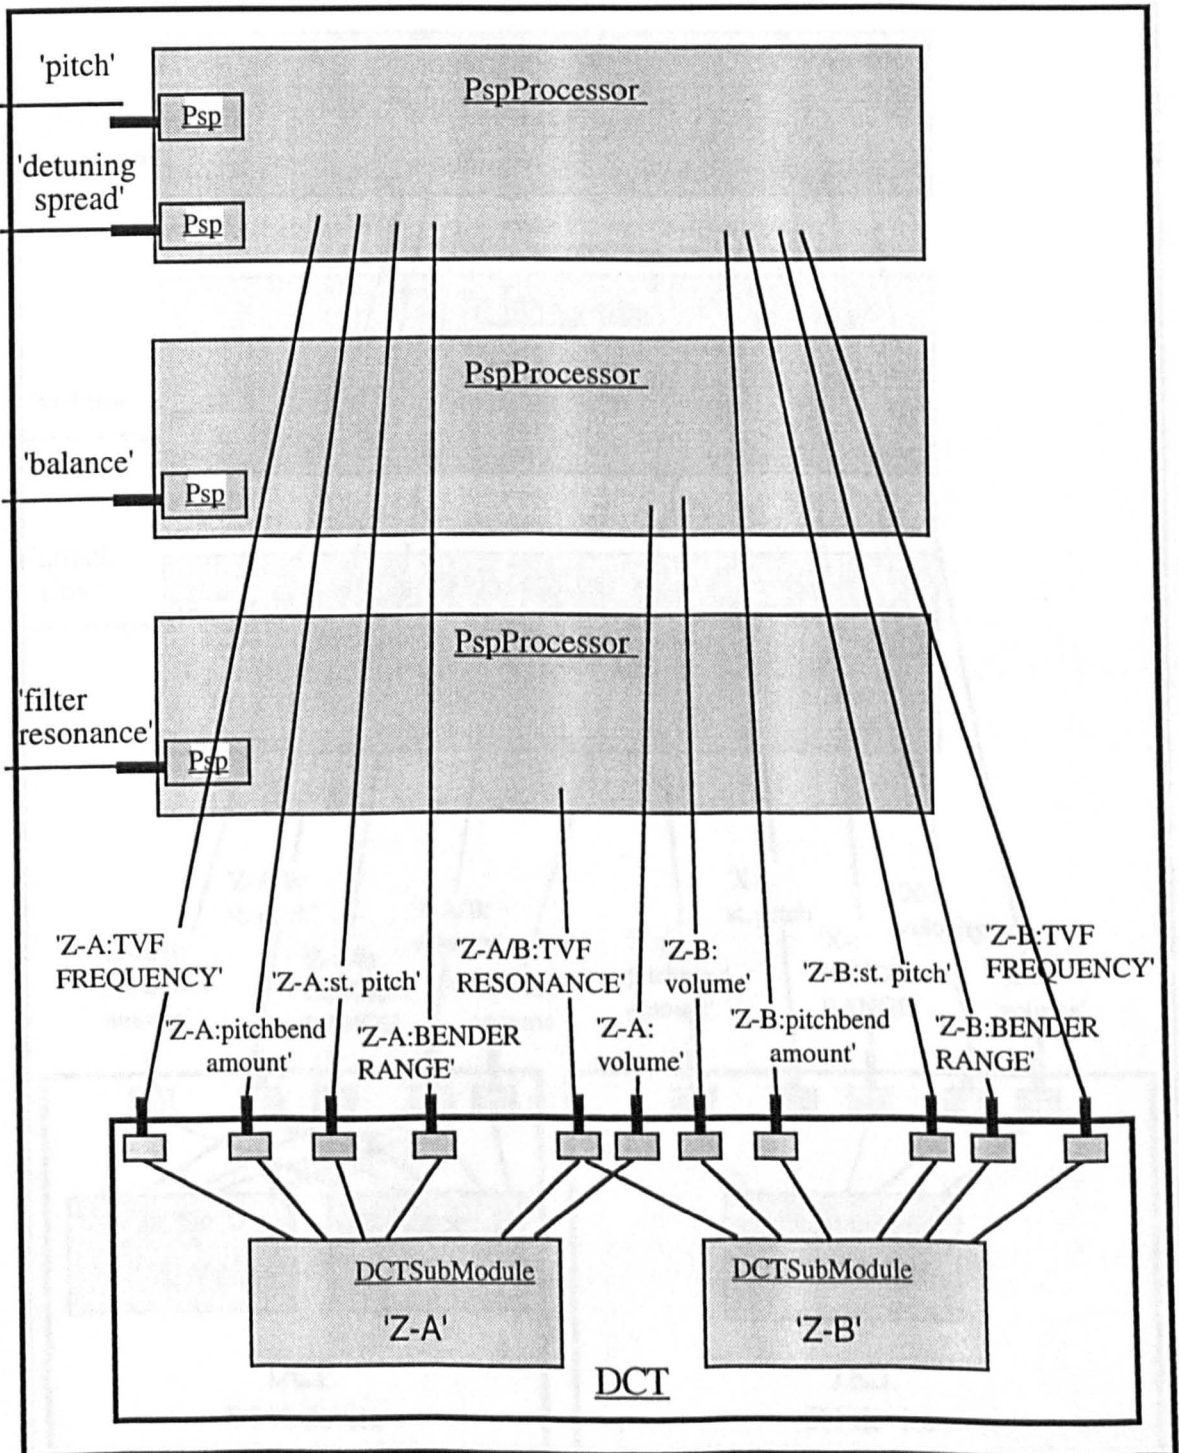 'pitch'
PspProcessor
Psp
'detuning
spread'
Psp
PspProcessor
'balance'
Psp
PspProcessor
'filter
resonance'
Psp
'Z-A:TVF
FREQUENCY'
'Z-A:pitchbend
amount'
'Z-A:st. pitch'
'Z-A:BENDER
RANGE'
'Z-A/B:TVF
RESONANCE'
'Z-A:
volume'
'Z-B:
volume'
'Z-B:pitchbend
amount'
'Z-B:st. pitch'
'Z-B:BENDER
RANGE'
'Z-B:TVF
FREQUENCY'
DCTSubModule
'Z-A'
DCTSubModule
'Z-B'
DCT